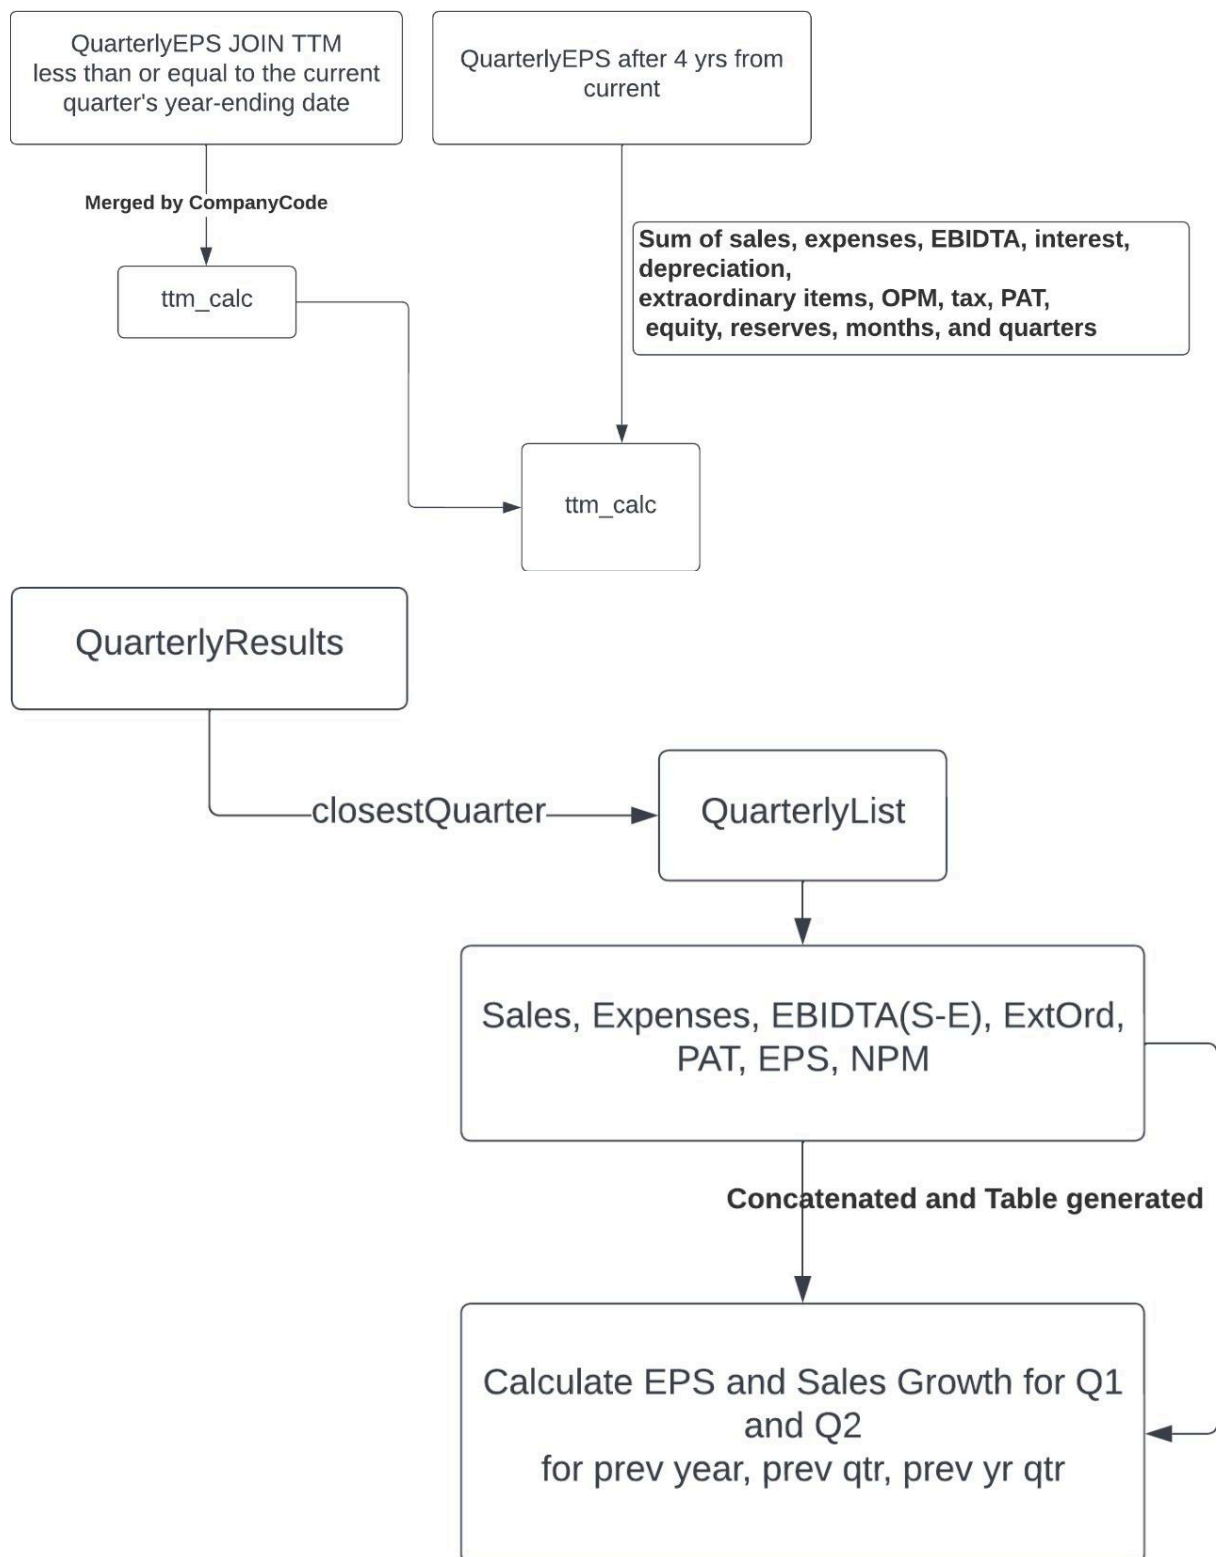 QuarterlyEPS JOIN TTM
less than or equal to the current
quarter's year-ending date
QuarterlyEPS after 4 yrs from
current
Merged by CompanyCode
Sum of sales, expenses, EBIDTA, interest,
depreciation,
extraordinary items, OPM, tax, PAT,
equity, reserves, months, and quarters
ttm_calc
ttm_calc
QuarterlyResults
closestQuarter
QuarterlyList
Sales, Expenses, EBIDTA(S-E), ExtOrd,
PAT, EPS, NPM
Concatenated and Table generated
Calculate EPS and Sales Growth for Q1
and Q2
for prev year, prev qtr, prev yr qtr